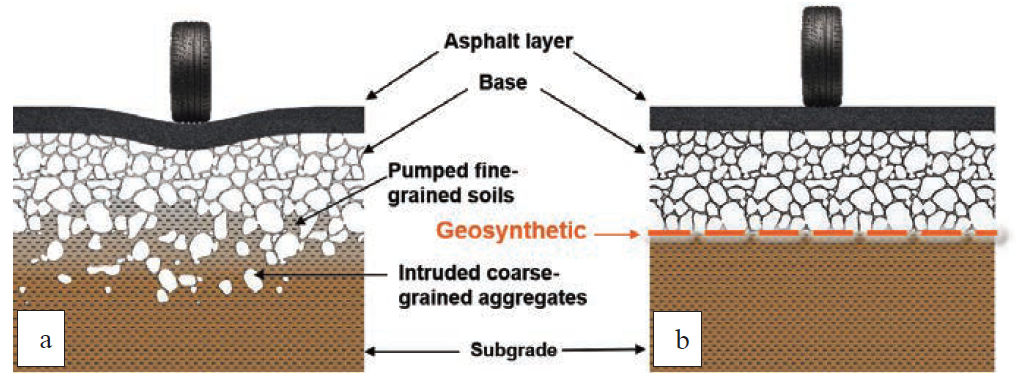 Asphalt layer
Base
Pumped fine-
grained soils
Geosynthetic
Intruded coarse-
grained aggregates
Subgrade
a
b